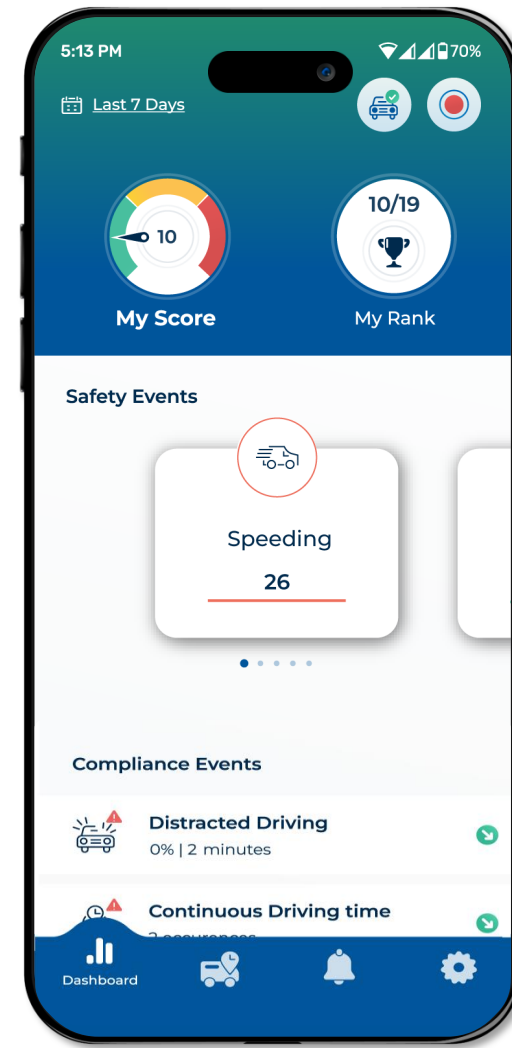 5:13 PM
70%
Last 7 Days
10
10/19
My Score
My Rank
Safety Events
Speeding
26
Compliance Events
Distracted Driving
0% | 2 minutes
Continuous Driving time
Dashboard